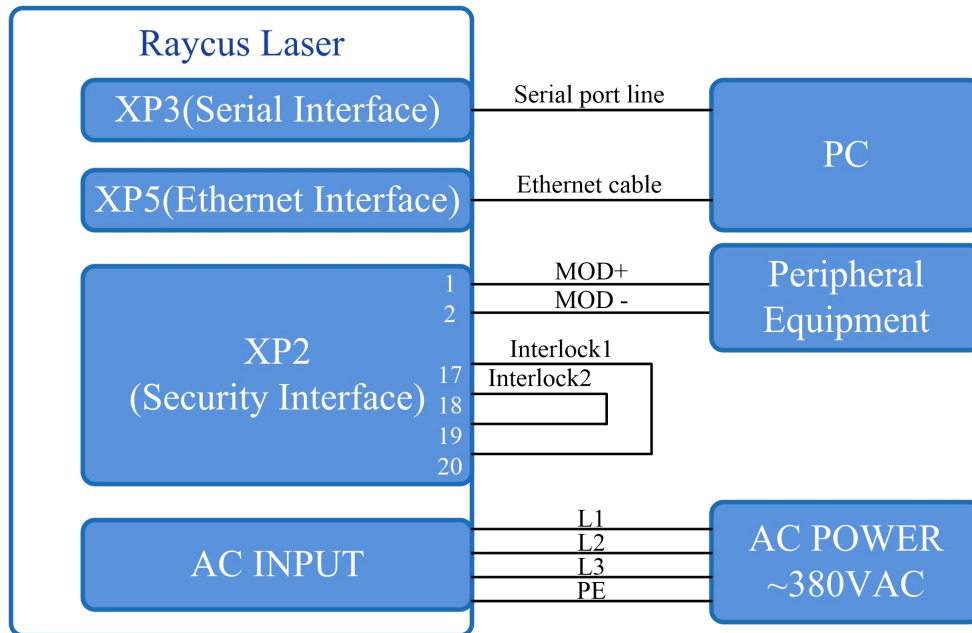 Raycus Laser
XP3(Serial Interface)
Serial port line
PC
XP5(Ethernet Interface)
Ethernet cable
1
MOD+
2
MOD -
Peripheral
Equipment
XP2
(Security Interface)
Interlock1
17
Interlock2
18
19
20
AC INPUT
L1
L2
L3
PE
AC POWER
~380VAC